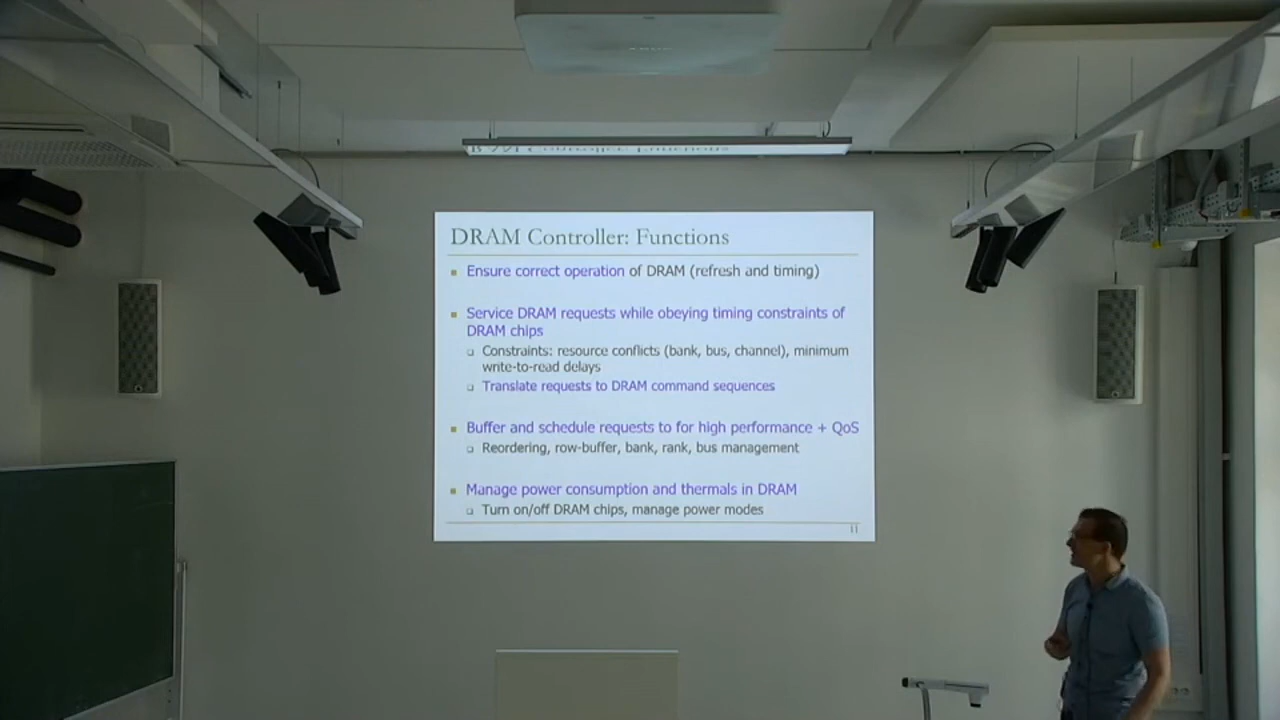 DRAM Controller: Functions
Ensure correct operation of DRAM (refresh and timing)
Service DRAM requests while obeying timing constraints of
DRAM chips
Constraints: resource conflicts (bank, bus, channel), minimum
write-to-read delays
Translate requests to DRAM command sequences
Buffer and schedule requests to for high performance + QoS
Reordering, row-buffer, bank, rank, bus management
Manage power consumption and thermals in DRAM
Turn on/off DRAM chips, manage power modes
11